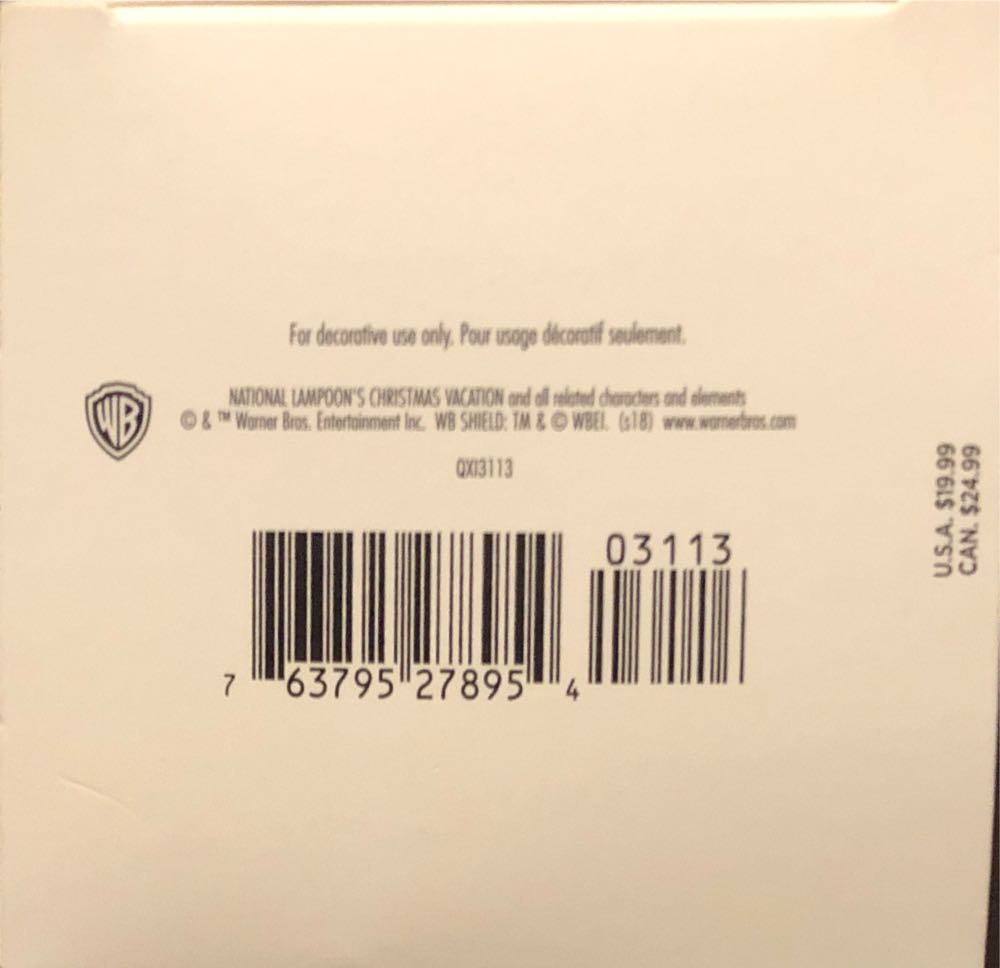 For decorative use only. Pour usage décoratif seulement.
WB
NATIONAL LAMPOON'S CHRISTMAS VACATION and all related characters and elements
© & ™ Warner Bros. Entertainment Inc. WB SHIELD: TM & © WBEI. (s18) www.warnerbros.com
QXI3113
03113
7 63795 27895 4
U.S.A. $19.99
CAN. $24.99